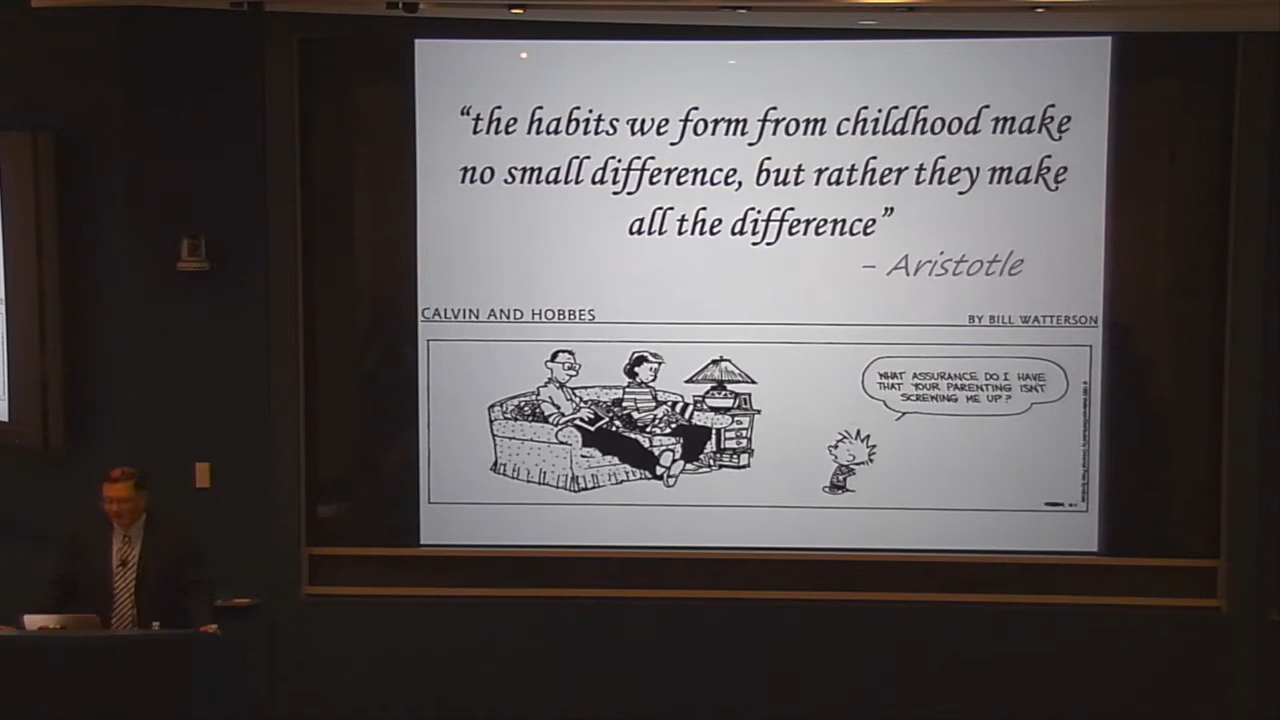 “the habits we form from childhood make
no small difference, but rather they make
all the difference”
– Aristotle
CALVIN AND HOBBES
BY BILL WATTERSON
WHAT ASSURANCE DO I HAVE
THAT YOUR PARENTING ISN'T
SCREWING ME UP?